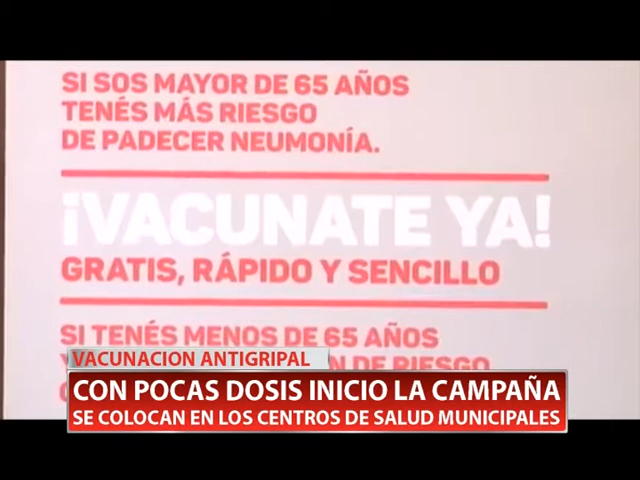 SI SOS MAYOR DE 65 AÑOS
TENÉS MÁS RIESGO
DE PADECER NEUMONÍA.
¡VACUNATE YA!
GRATIS, RÁPIDO Y SENCILLO
SI TENÉS MENOS DE 65 AÑOS
DE RIESGO
VACUNACION ANTIGRIPAL
CON POCAS DOSIS INICIO LA CAMPAÑA
SE COLOCAN EN LOS CENTROS DE SALUD MUNICIPALES